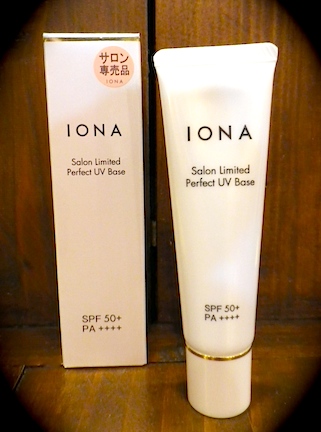 サロン
専売品
IONA
IONA
Salon Limited
Perfect UV Base
SPF 50+
PA ++++
IONA
Salon Limited
Perfect UV Base
SPF 50+
PA ++++